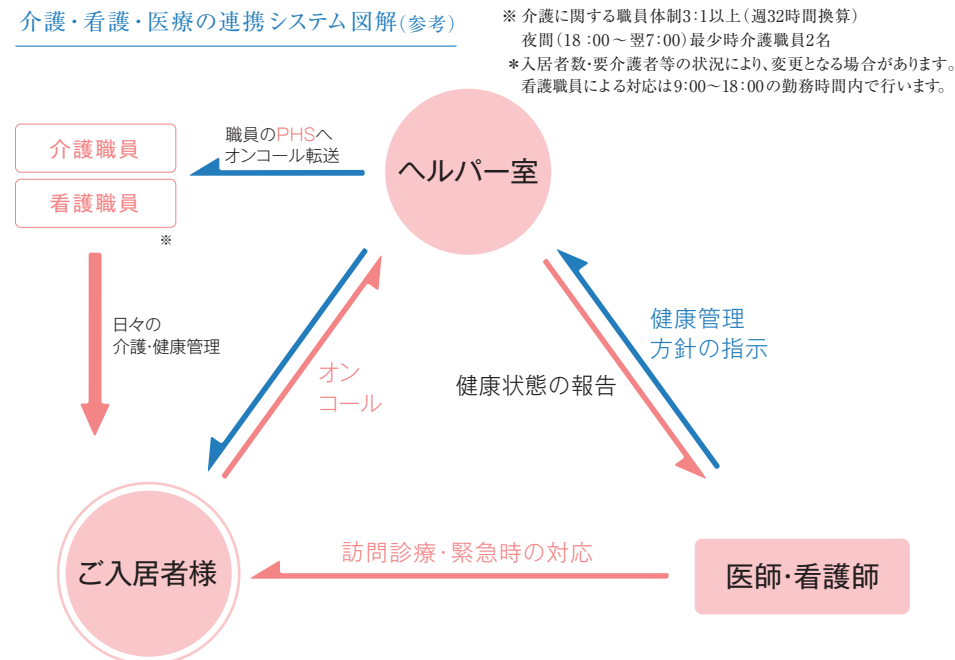 介護・看護・医療の連携システム図解(参考)
※ 介護に関する職員体制3:1以上(週32時間換算)
夜間(18:00〜翌7:00)最少時介護職員2名
*入居者数・要介護者等の状況により、変更となる場合があります。
看護職員による対応は9:00〜18:00の勤務時間内で行います。
介護職員
看護職員
※
職員のPHSへ
オンコール転送
ヘルパー室
日々の
介護・健康管理
オン
コール
健康状態の報告
健康管理
方針の指示
ご入居者様
訪問診療・緊急時の対応
医師・看護師